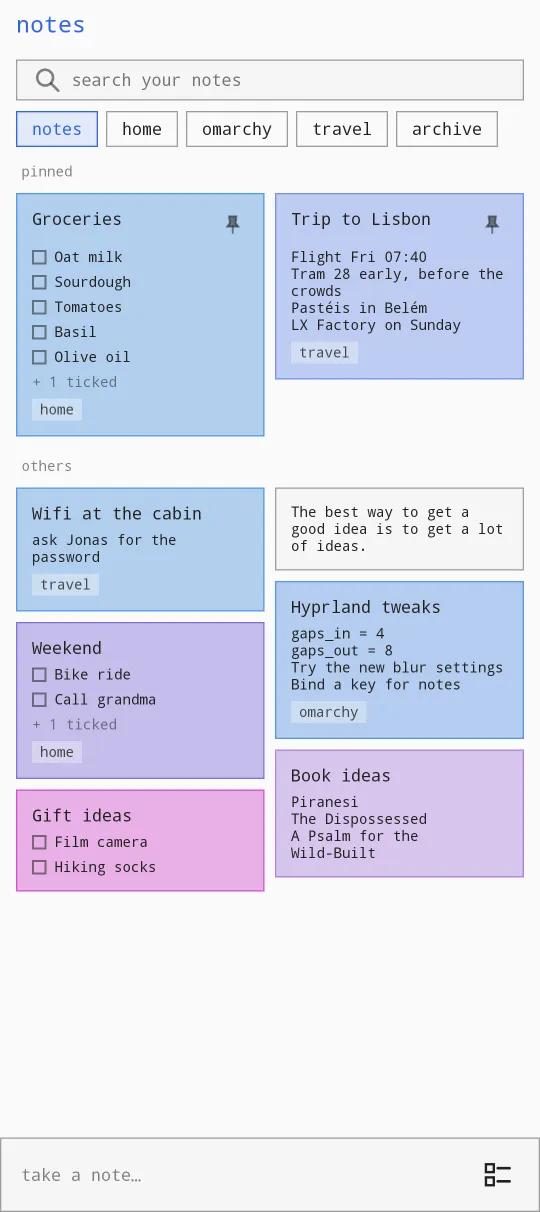 notes
search your notes
notes
home
omarchy
travel
archive
pinned
Groceries
Oat milk
Sourdough
Tomatoes
Basil
Olive oil
+ 1 ticked
home
Trip to Lisbon
Flight Fri 07:40
Tram 28 early, before the
crowds
Pastéis in Belém
LX Factory on Sunday
travel
others
Wifi at the cabin
ask Jonas for the
password
travel
Weekend
Bike ride
Call grandma
+ 1 ticked
home
Gift ideas
Film camera
Hiking socks
The best way to get a
good idea is to get a lot
of ideas.
Hyprland tweaks
gaps_in = 4
gaps_out = 8
Try the new blur settings
Bind a key for notes
omarchy
Book ideas
Piranesi
The Dispossessed
A Psalm for the
Wild-Built
take a note…